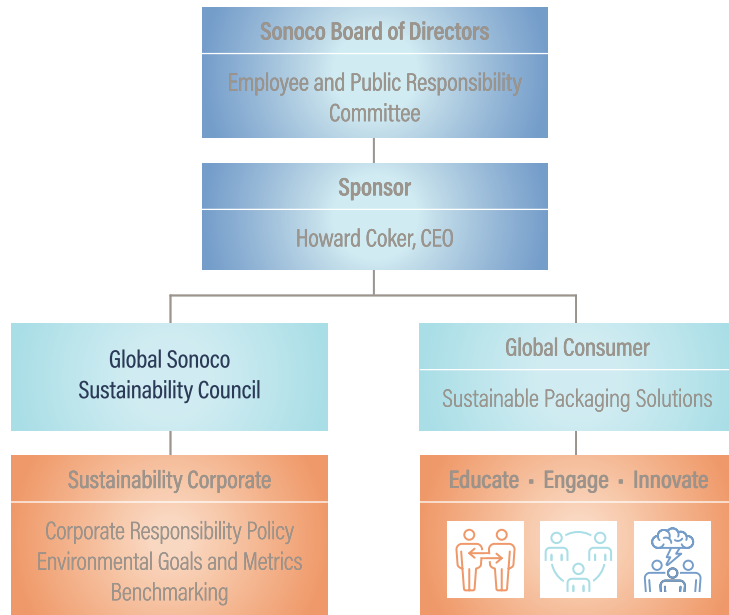 Sonoco Board of Directors
Employee and Public Responsibility
Committee
Sponsor
Howard Coker, CEO
Global Sonoco
Sustainability Council
Global Consumer
Sustainable Packaging Solutions
Sustainability Corporate
Corporate Responsibility Policy
Environmental Goals and Metrics
Benchmarking
Educate · Engage · Innovate